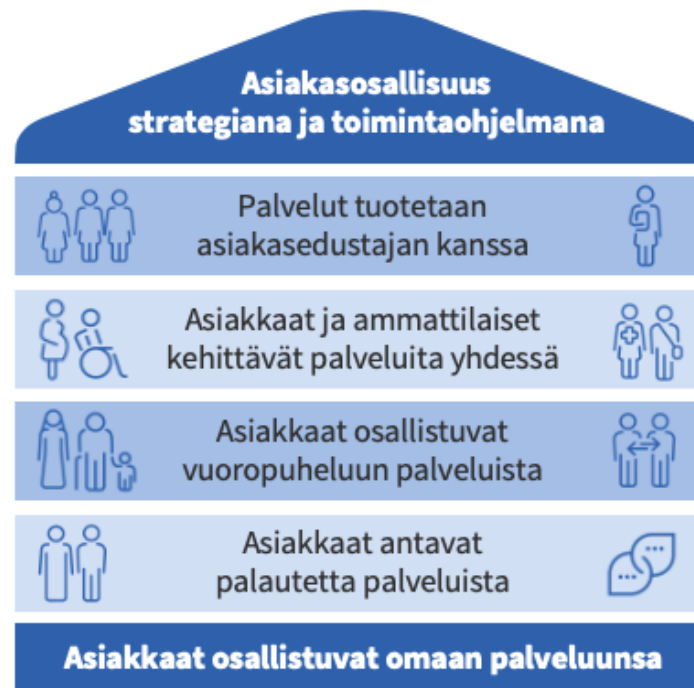 Asiakasosallisuus
strategiana ja toimintaohjelmana
Palvelut tuotetaan
asiakasedustajan kanssa
Asiakkaat ja ammattilaiset
kehittävät palveluita yhdessä
Asiakkaat osallistuvat
vuoropuheluun palveluista
Asiakkaat antavat
palautetta palveluista
Asiakkaat osallistuvat omaan palveluunsa